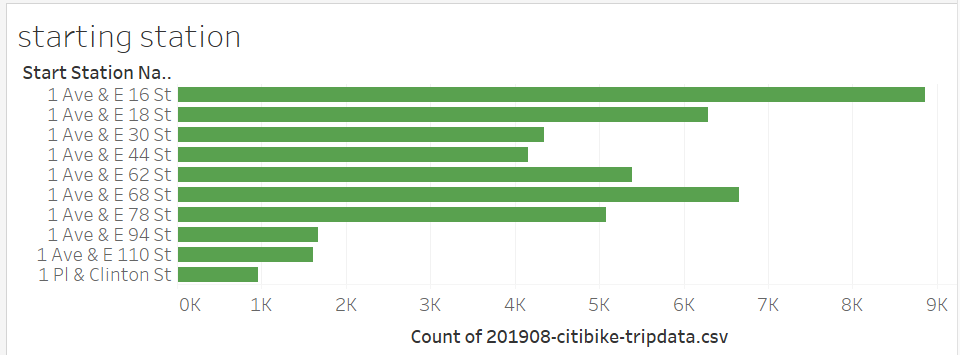 starting station
Start Station Na..
1 Ave & E 16 St
1 Ave & E 18 St
1 Ave & E 30 St
1 Ave & E 44 St
1 Ave & E 62 St
1 Ave & E 68 St
1 Ave & E 78 St
1 Ave & E 94 St
1 Ave & E 110 St
1 Pl & Clinton St
0K 1K 2K 3K 4K 5K 6K 7K 8K 9K
Count of 201908-citibike-tripdata.csv